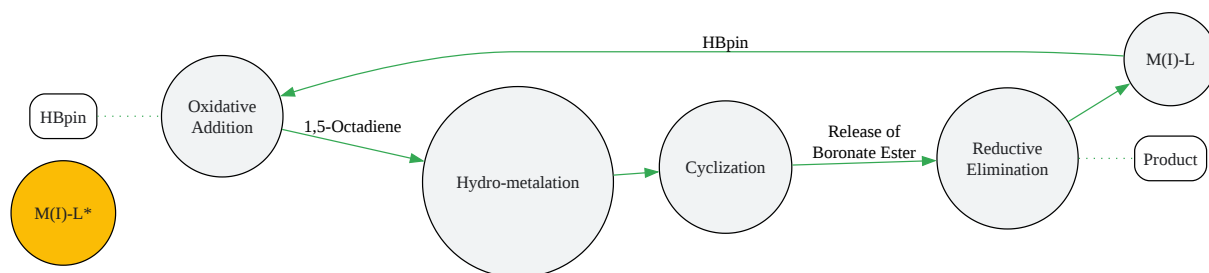 HBpin
M(I)-L
Oxidative
Addition
HBpin
1,5-Octadiene
Release of
Boronate Ester
Reductive
Elimination
Product
Cyclization
Hydro-metalation
M(I)-L*